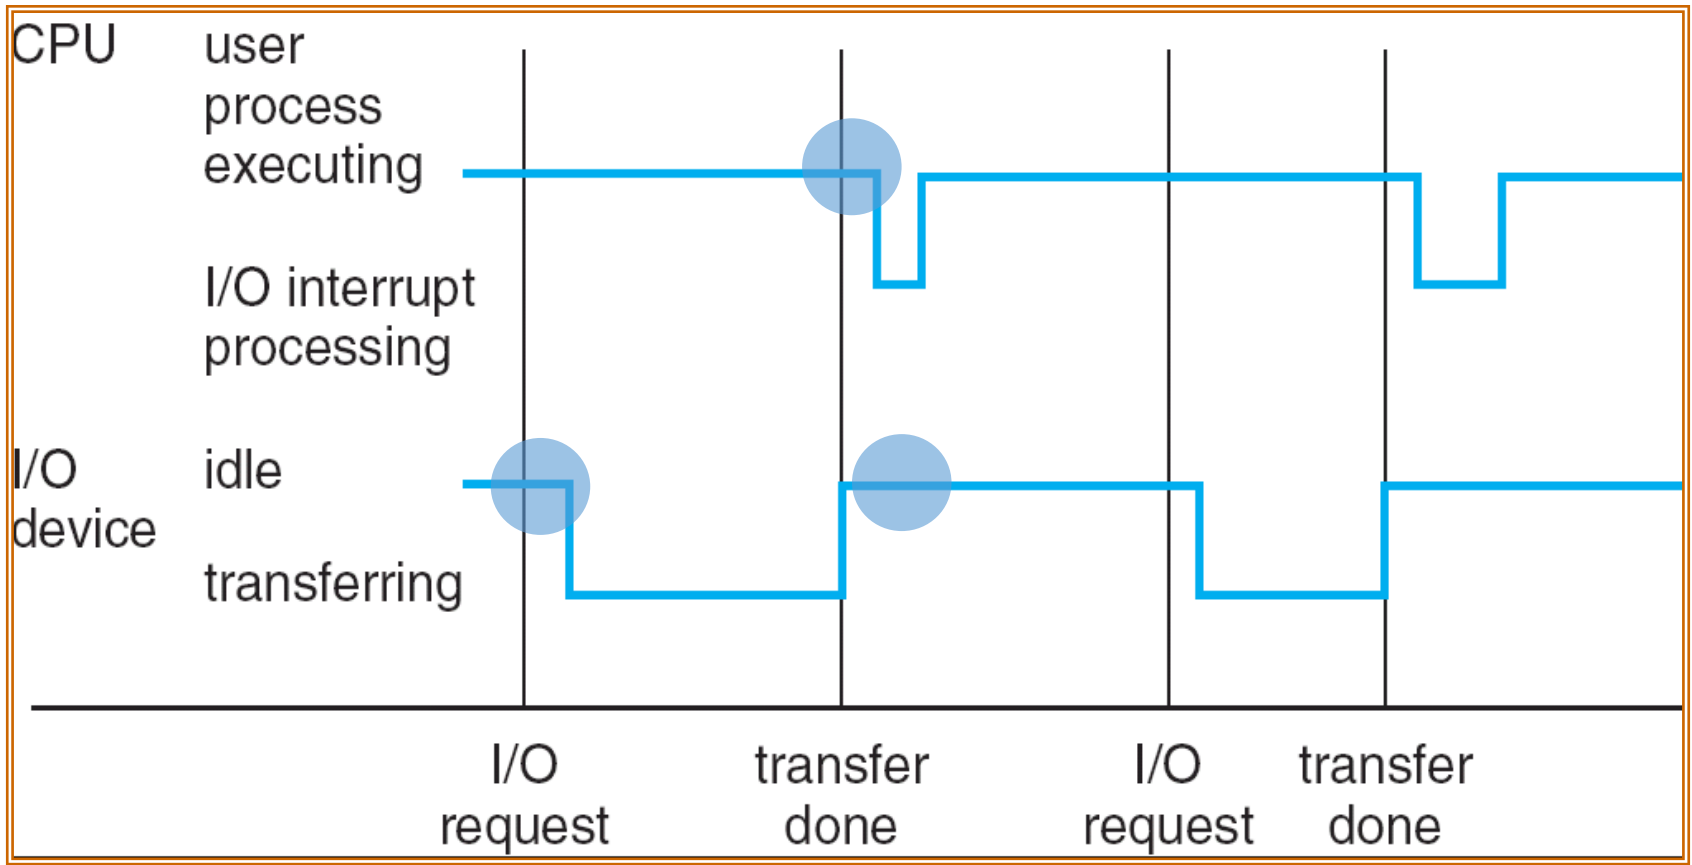 CPU user
process
executing
I/O interrupt
processing
I/O idle
device
transferring
I/O request
transfer done
I/O request
transfer done